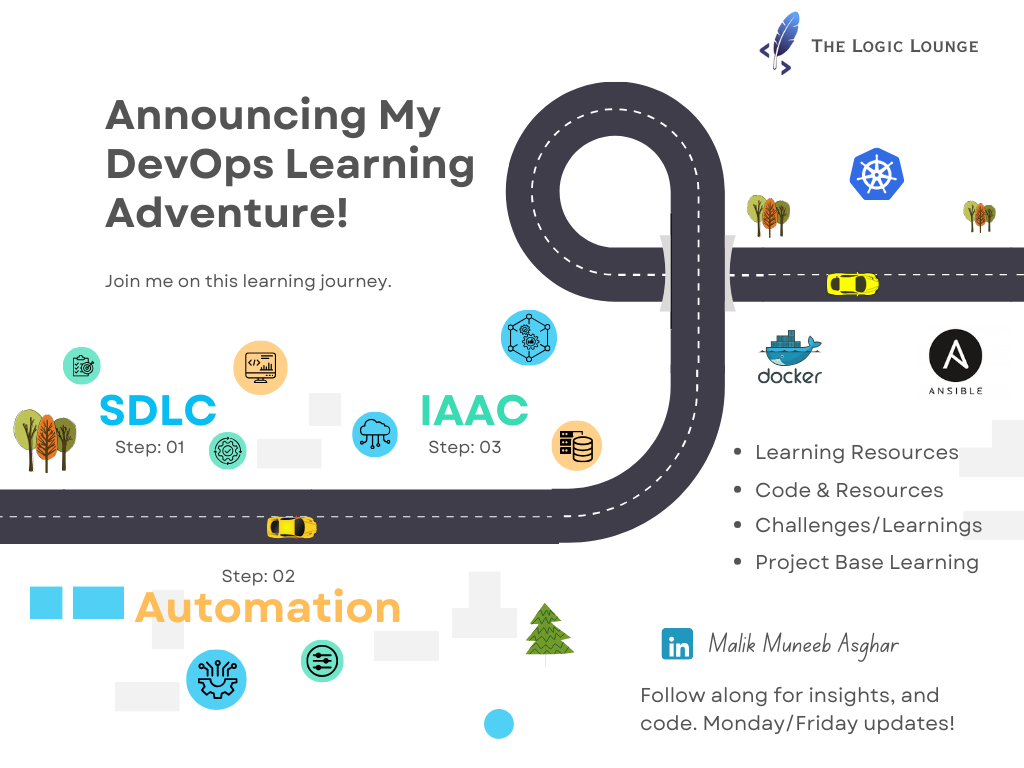 The Logic Lounge
Announcing My
DevOps Learning
Adventure!
Join me on this learning journey.
SDLC
Step: 01
IAAC
Step: 03
docker
ANSIBLE
Learning Resources
Code & Resources
Challenges/Learnings
Project Base Learning
Step: 02
Automation
in
Malik Muneeb Asghar
Follow along for insights, and
code. Monday/Friday updates!